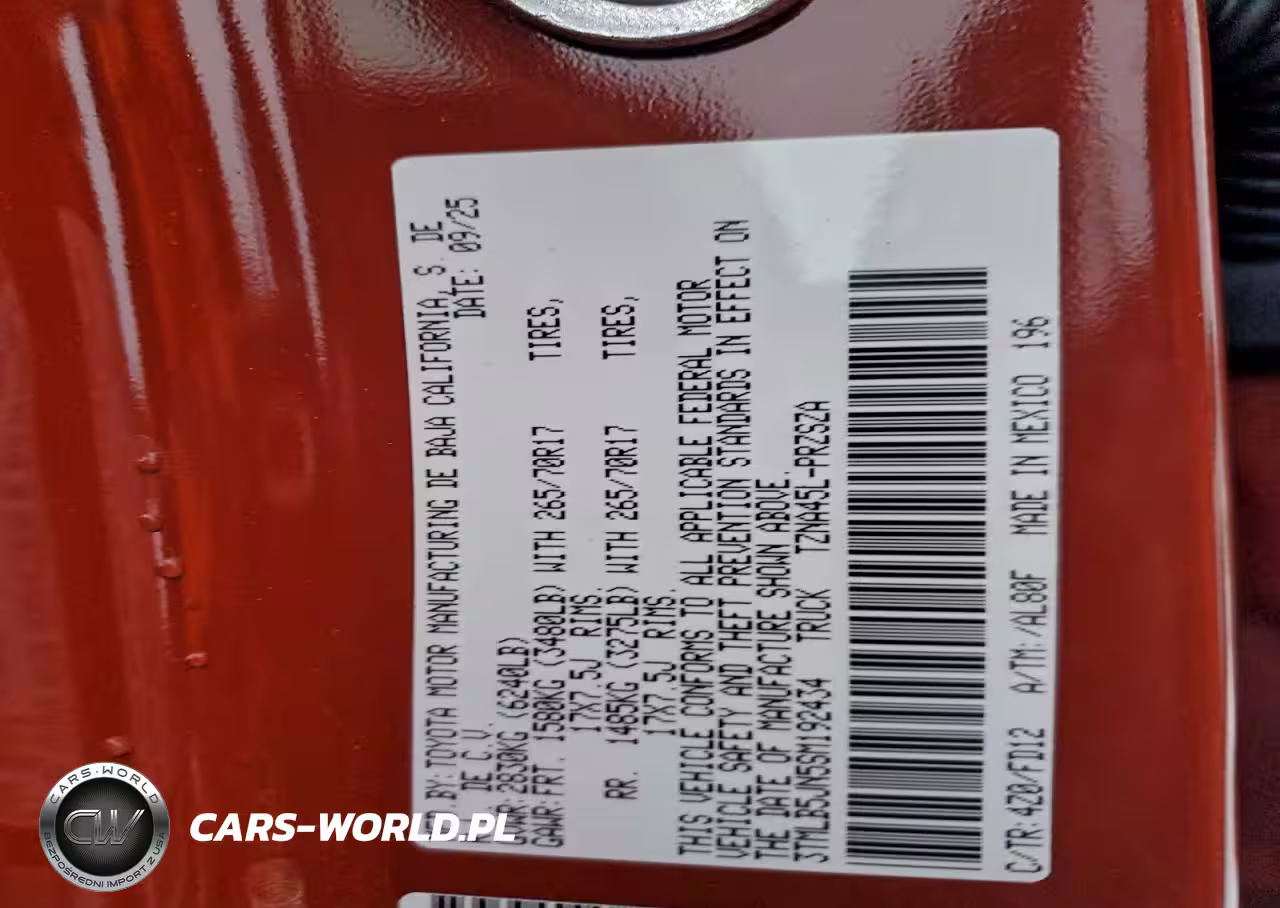 MFD.BY:TOYOTA MOTOR MANUFACTURING DE BAJA CALIFORNIA, S. DE
R. DE C.V. DATE: 09/25
GVWR:2830KG (6240LB)
GAWR:FRT. 1580KG (3480LB) WITH 265/70R17 TIRES,
17X7.5J RIMS.
RR. 1485KG (3275LB) WITH 265/70R17 TIRES,
17X7.5J RIMS.
THIS VEHICLE CONFORMS TO ALL APPLICABLE FEDERAL MOTOR
VEHICLE SAFETY AND THEFT PREVENTION STANDARDS IN EFFECT ON
THE DATE OF MANUFACTURE SHOWN ABOVE.
3TMLB5JN5SM192434 TRUCK TZNA45L-PRZSZA
C/TR:4Z0/FD12 A/TM:/AL80F MADE IN MEXICO 196
CARS-WORLD
CW
BEZPOŚREDNI IMPORT Z USA
CARS-WORLD.PL